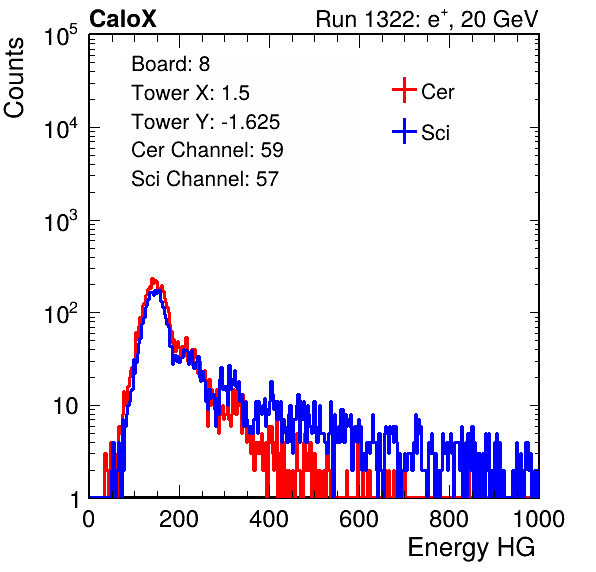 CaloX Run 1322: e⁺, 20 GeV
Counts
Board: 8
Tower X: 1.5
Tower Y: -1.625
Cer Channel: 59
Sci Channel: 57
Cer
Sci
10⁵
10⁴
10³
10²
10
1
0 200 400 600 800 1000
Energy HG